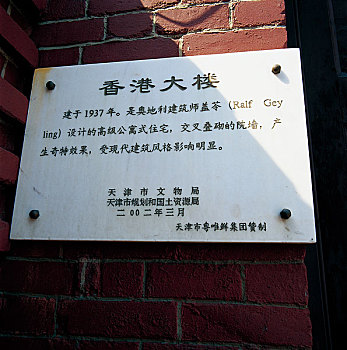 香港大楼
建于1937年。是奥地利建筑师盖苓（Ralf Gey
ling）设计的高级公寓式住宅，交叉叠砌的院墙，产
生奇特效果，受现代建筑风格影响明显。
天津市文物局
天津市规划和国土资源局
二00二年三月
天津市粤唯鲜集团赞制